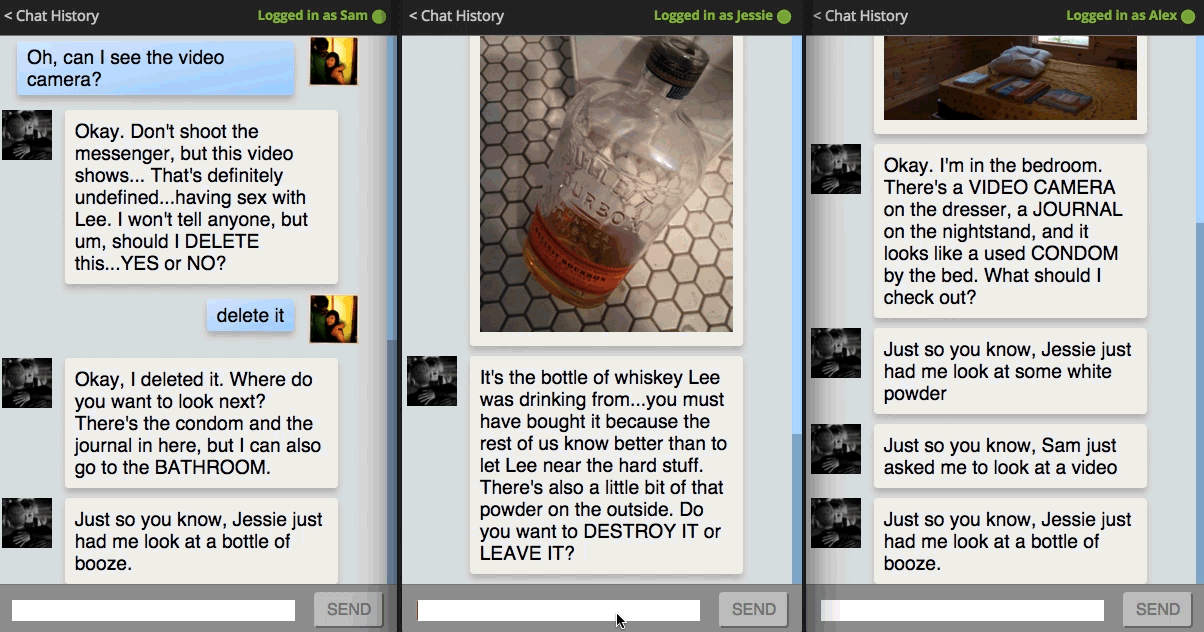 < Chat History
Logged in as Sam
Oh, can I see the video
camera?
Okay. Don't shoot the
messenger, but this video
shows... That's definitely
undefined...having sex with
Lee. I won't tell anyone, but
um, should I DELETE
this...YES or NO?
delete it
Okay, I deleted it. Where do
you want to look next?
There's the condom and the
journal in here, but I can also
go to the BATHROOM.
Just so you know, Jessie just
had me look at a bottle of
booze.
SEND
< Chat History
Logged in as Jessie
BULLEIT
BOURBON
It's the bottle of whiskey Lee
was drinking from...you must
have bought it because the
rest of us know better than to
let Lee near the hard stuff.
There's also a little bit of that
powder on the outside. Do
you want to DESTROY IT or
LEAVE IT?
SEND
< Chat History
Logged in as Alex
Okay. I'm in the bedroom.
There's a VIDEO CAMERA
on the dresser, a JOURNAL
on the nightstand, and it
looks like a used CONDOM
by the bed. What should I
check out?
Just so you know, Jessie just
had me look at some white
powder
Just so you know, Sam just
asked me to look at a video
Just so you know, Jessie just
had me look at a bottle of
booze.
SEND